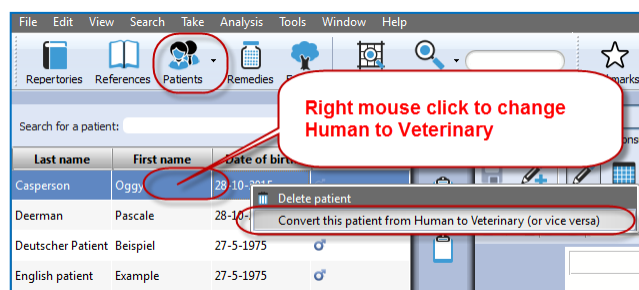 File Edit View Search Take Analysis Tools Window Help
Repertories References Patients Remedies
Right mouse click to change
Human to Veterinary
Search for a patient:
Last name First name Date of birt
Casperson Oggy 28-10-2015
Delete patient
Deerman Pascale 28-10-
Convert this patient from Human to Veterinary (or vice versa)
Deutscher Patient Beispiel 27-5-1975
English patient Example 27-5-1975